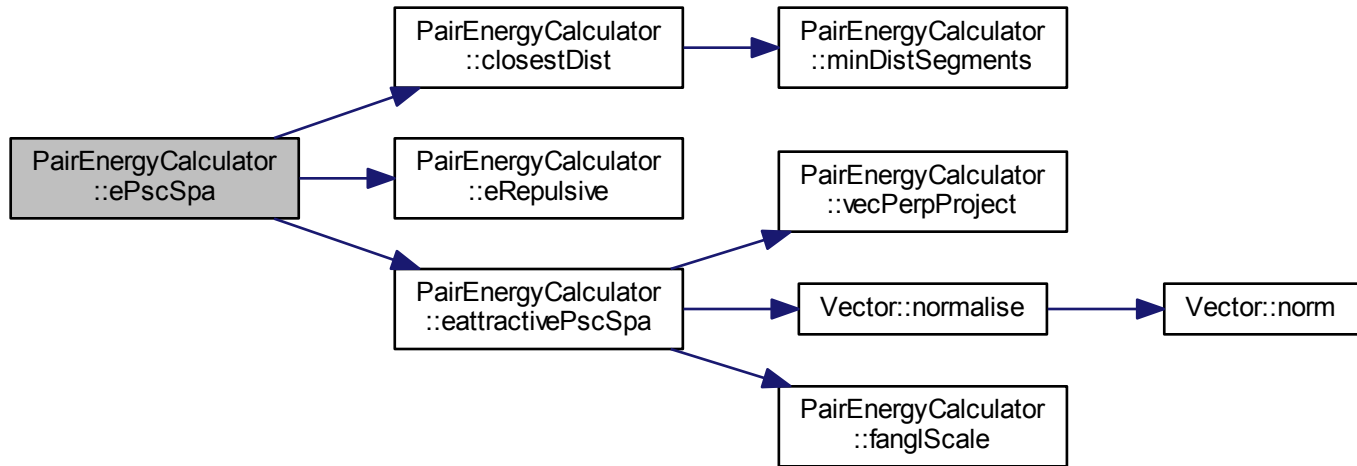 PairEnergyCalculator
::ePscSpa
PairEnergyCalculator
::closestDist
PairEnergyCalculator
::minDistSegments
PairEnergyCalculator
::eRepulsive
PairEnergyCalculator
::eattractivePscSpa
PairEnergyCalculator
::vecPerpProject
Vector::normalise
Vector::norm
PairEnergyCalculator
::fanglScale